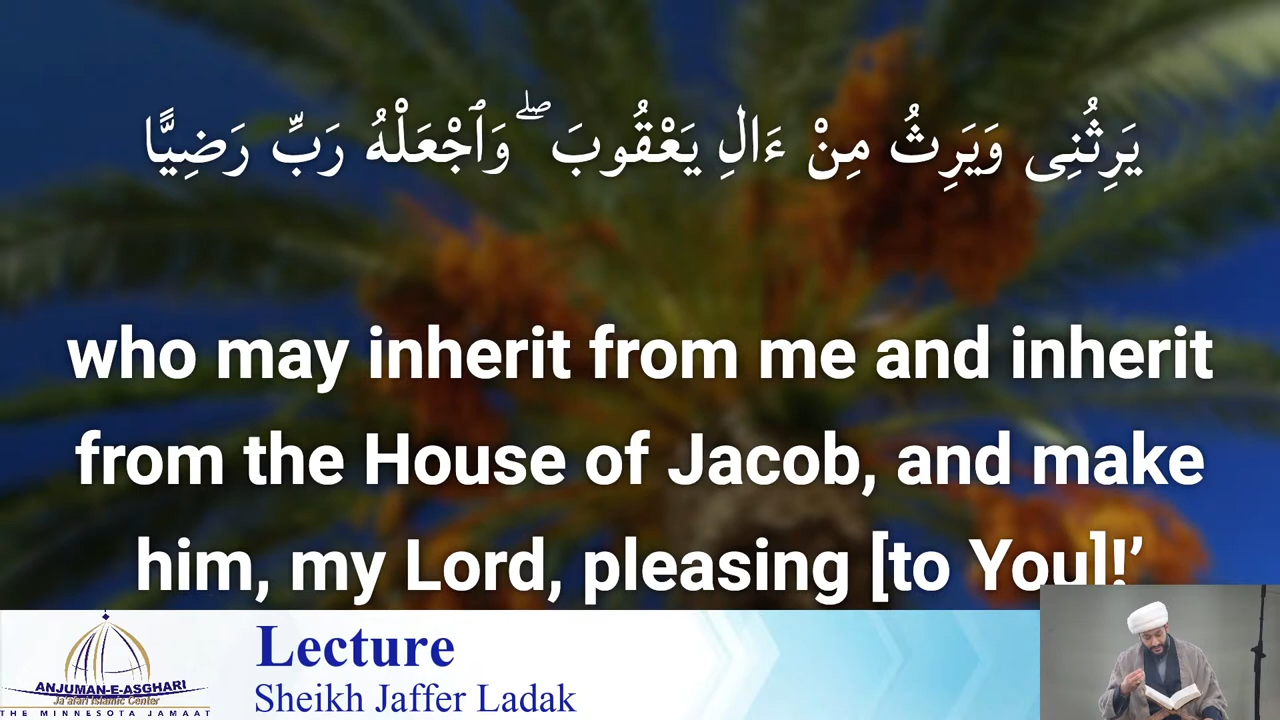 يَرِثُنِى وَيَرِثُ مِنْ ءَالِ يَعْقُوبَ ۖ وَٱجْعَلْهُ رَبِّ رَضِيًّا
who may inherit from me and inherit
from the House of Jacob, and make
him, my Lord, pleasing [to You]!’
Lecture
Sheikh Jaffer Ladak
ANJUMAN-E-ASGHARI
Ja'afari Islamic Center
THE MINNESOTA JAMAAT